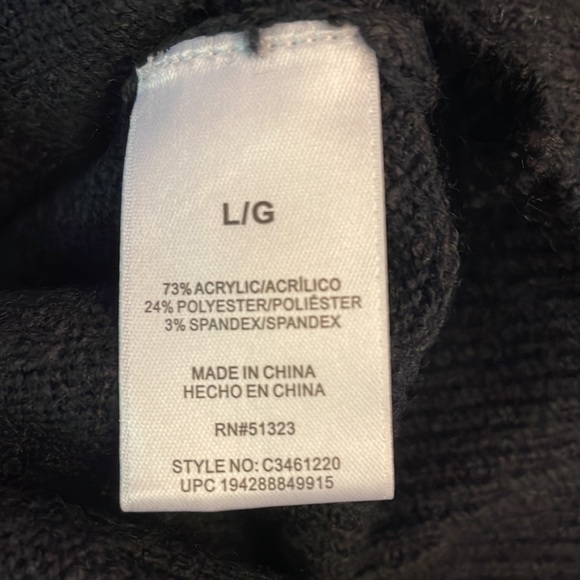 L/G
73% ACRYLIC/ACRÍLICO
24% POLYESTER/POLIÉSTER
3% SPANDEX/SPANDEX
MADE IN CHINA
HECHO EN CHINA
RN#51323
STYLE NO: C3461220
UPC 194288849915